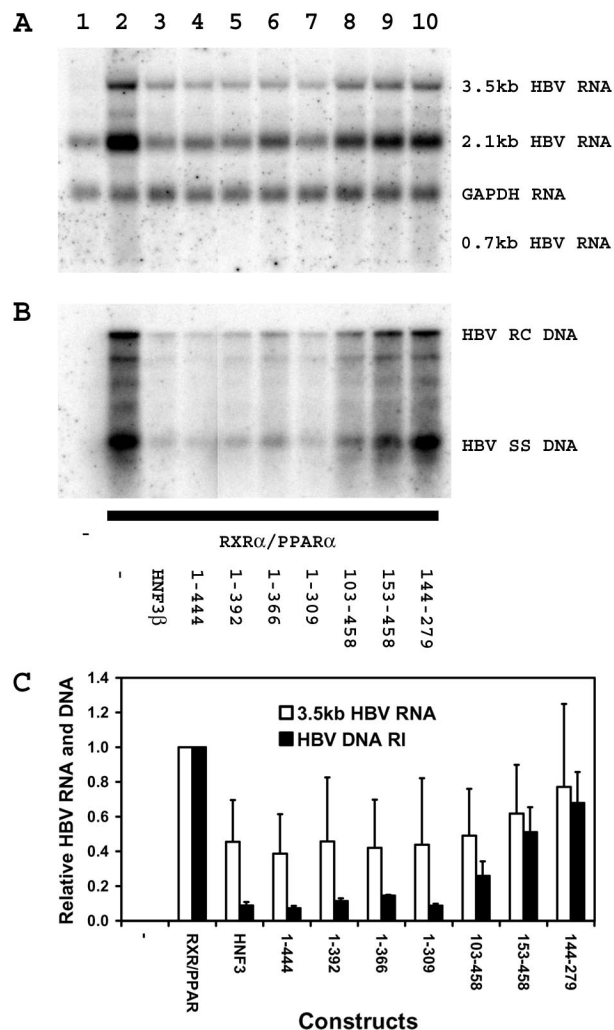 A 1 2 3 4 5 6 7 8 9 10
3.5kb HBV RNA
2.1kb HBV RNA
GAPDH RNA
0.7kb HBV RNA
B
HBV RC DNA
HBV SS DNA
-
RXRα/PPARα
- HNF3β 1-444 1-392 1-366 1-309 103-458 153-458 144-279
C
Relative HBV RNA and DNA
1.4
1.2
1.0
0.8
0.6
0.4
0.2
0.0
3.5kb HBV RNA
HBV DNA RI
- RXR/PPAR HNF3 1-444 1-392 1-366 1-309 103-458 153-458 144-279
Constructs